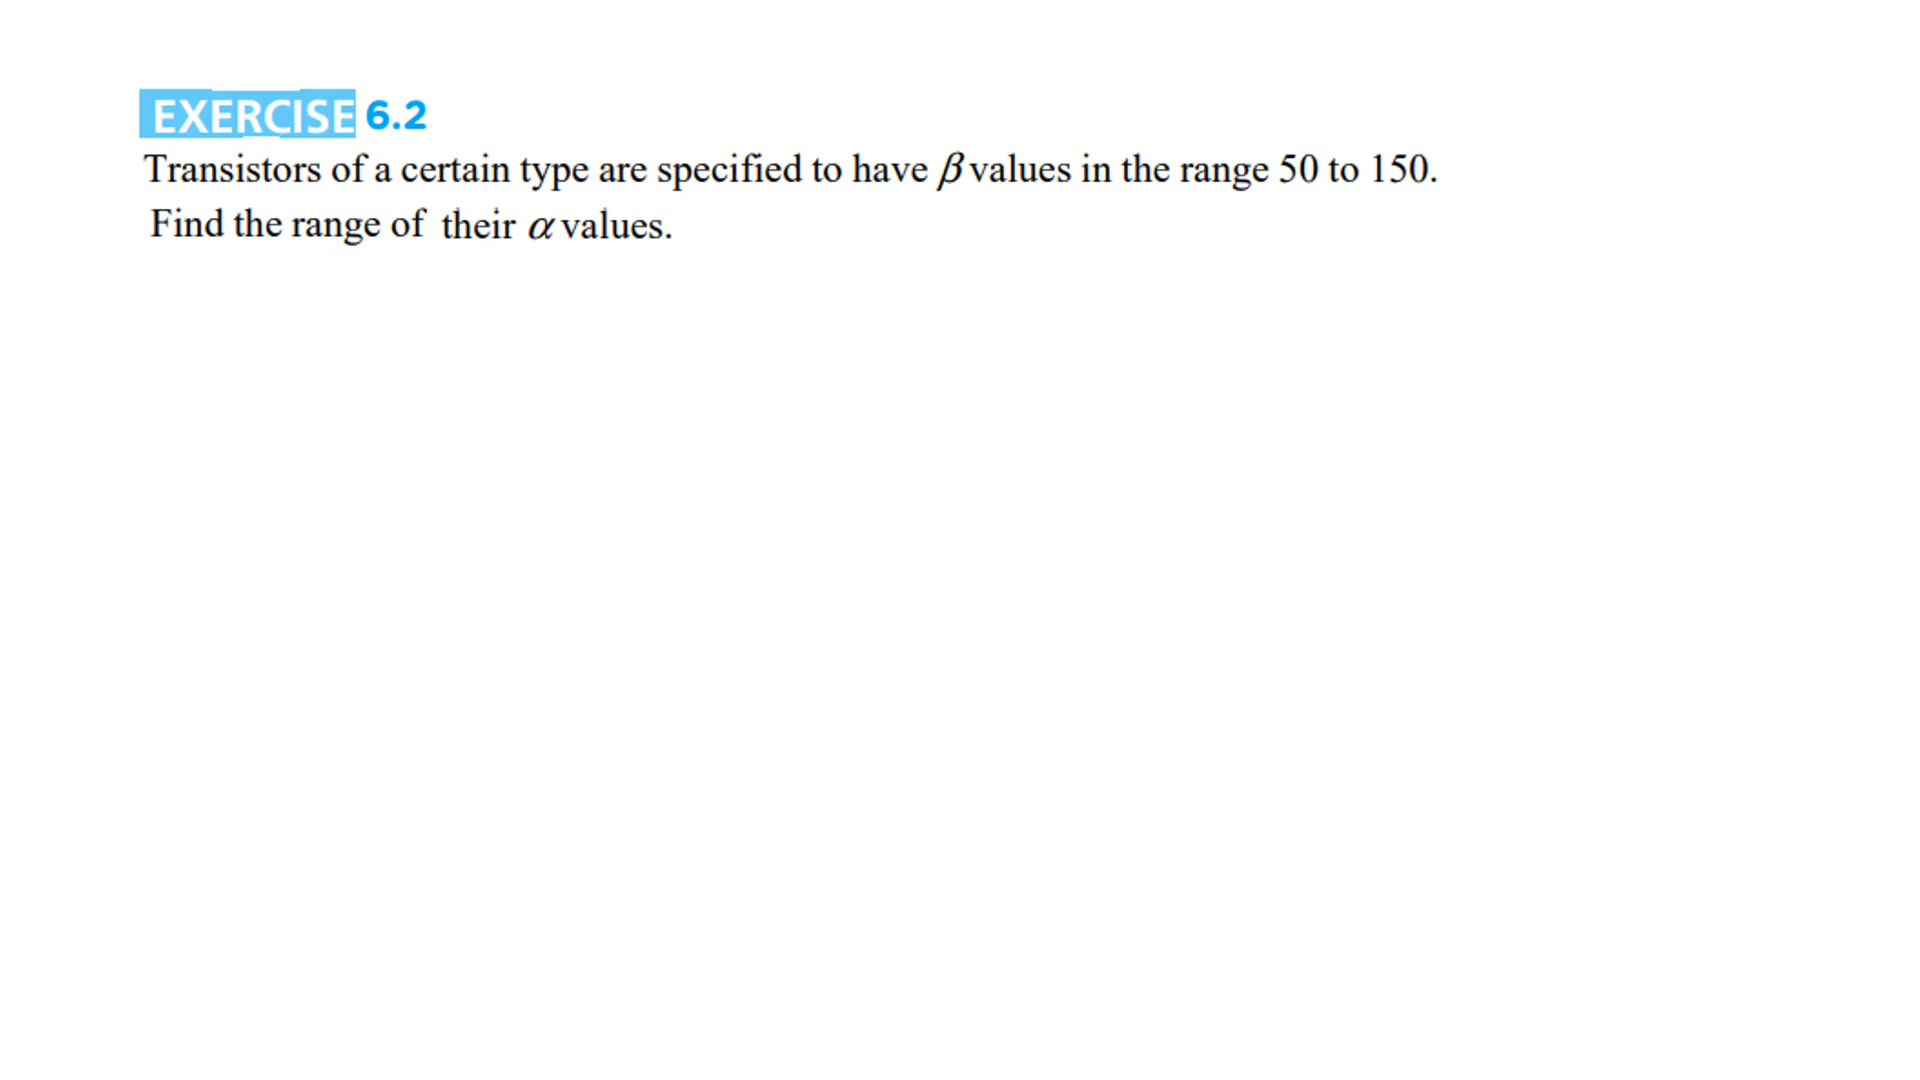 EXERCISE 6.2
Transistors of a certain type are specified to have β values in the range 50 to 150.
Find the range of their α values.